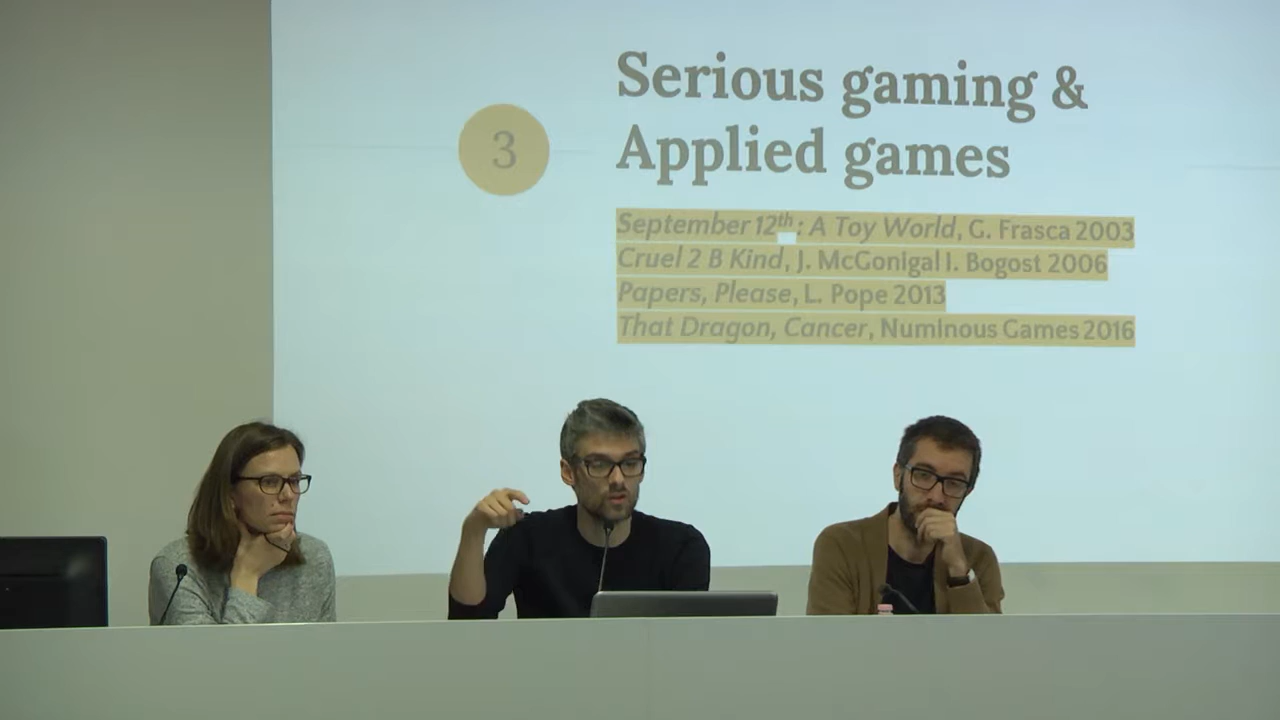 3
Serious gaming &
Applied games
September 12th: A Toy World, G. Frasca 2003
Cruel 2 B Kind, J. McGonigal I. Bogost 2006
Papers, Please, L. Pope 2013
That Dragon, Cancer, Numinous Games 2016